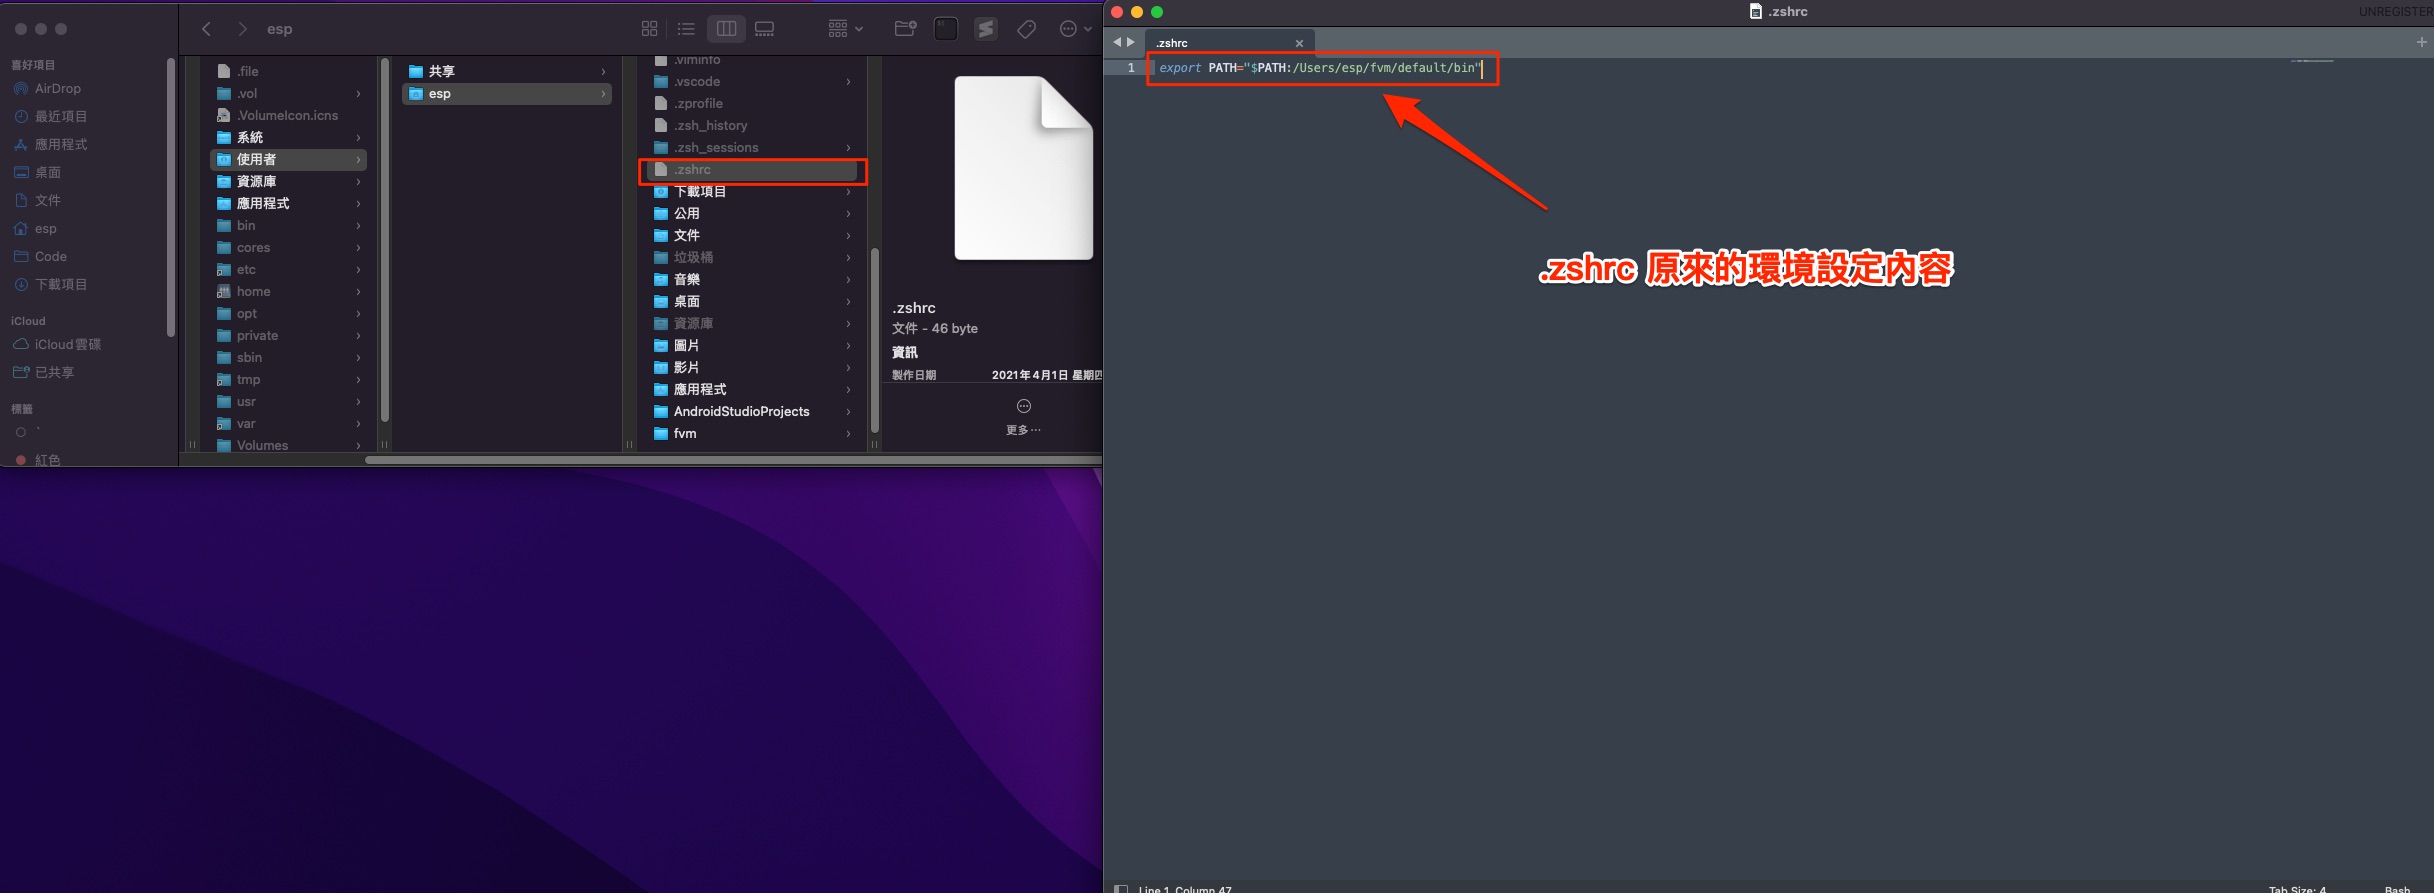 esp
喜好項目
AirDrop
最近項目
應用程式
桌面
文件
esp
Code
下載項目
iCloud
iCloud雲碟
已共享
標籤
`
紅色
.file
.vol
.VolumeIcon.icns
系統
使用者
資源庫
應用程式
bin
cores
etc
home
opt
private
sbin
tmp
usr
var
Volumes
共享
esp
.viminfo
.vscode
.zprofile
.zsh_history
.zsh_sessions
.zshrc
下載項目
公用
文件
垃圾桶
音樂
桌面
資源庫
圖片
影片
應用程式
AndroidStudioProjects
fvm
.zshrc
文件 - 46 byte
資訊
製作日期 2021年4月1日 星期四
更多⋯
.zshrc
UNREGISTER
.zshrc
1 export PATH="$PATH:/Users/esp/fvm/default/bin"
.zshrc 原來的環境設定內容
Line 1, Column 47
Tab Size: 4
Bash